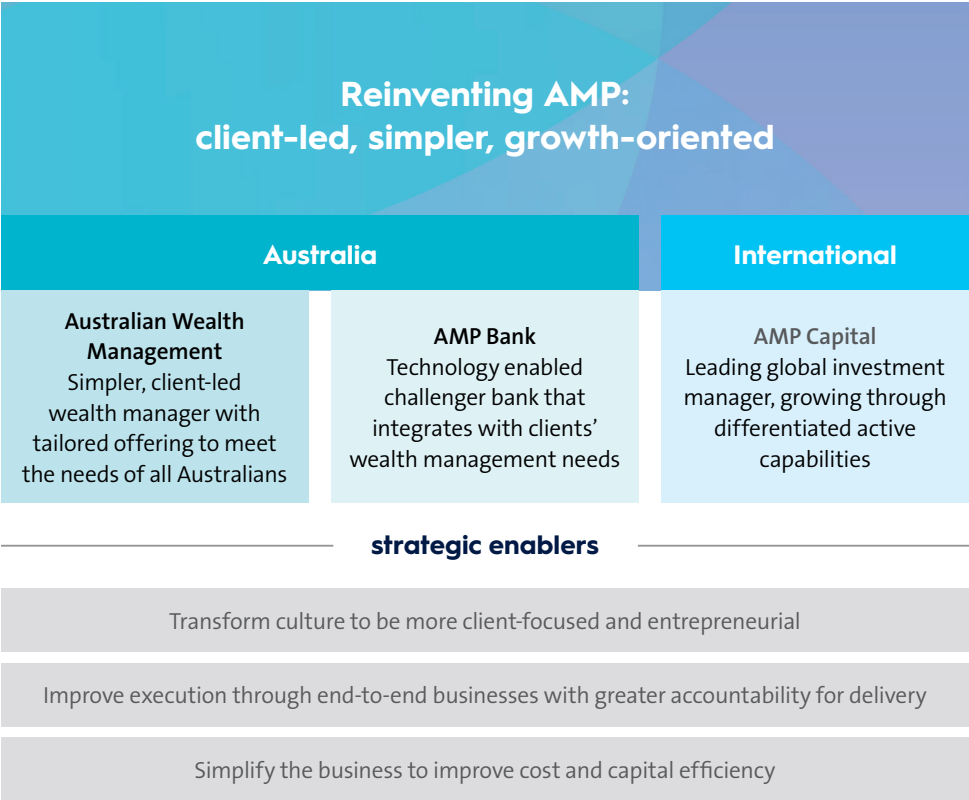 Reinventing AMP:
client-led, simpler, growth-oriented
Australia
International
Australian Wealth
Management
Simpler, client-led
wealth manager with
tailored offering to meet
the needs of all Australians
AMP Bank
Technology enabled
challenger bank that
integrates with clients’
wealth management needs
AMP Capital
Leading global investment
manager, growing through
differentiated active
capabilities
strategic enablers
Transform culture to be more client-focused and entrepreneurial
Improve execution through end-to-end businesses with greater accountability for delivery
Simplify the business to improve cost and capital efficiency